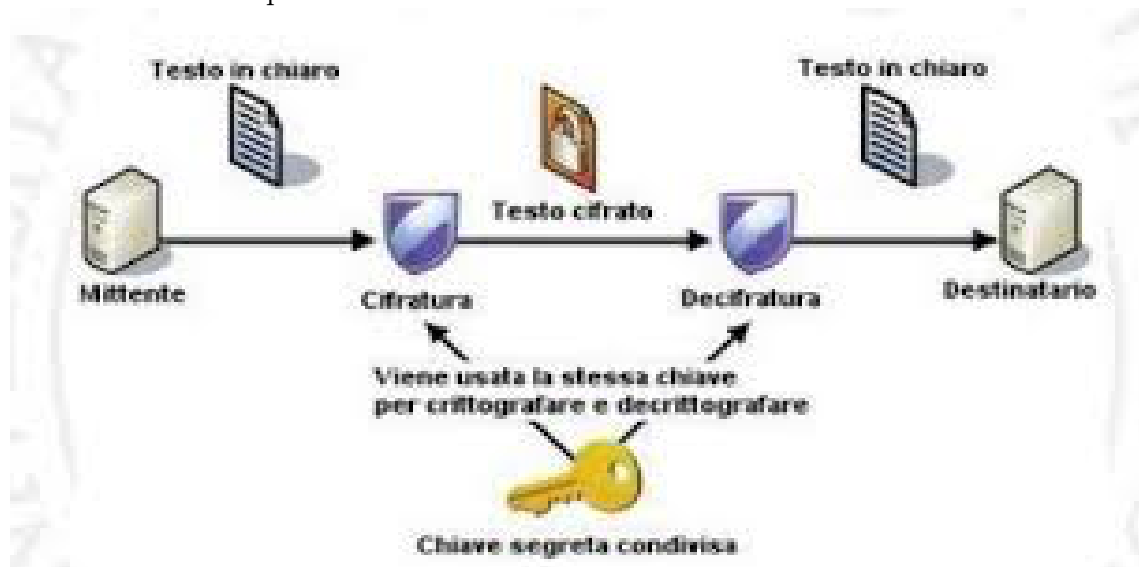 Testo in chiaro
Testo in chiaro
Testo cifrato
Mittente
Cifratura
Decifratura
Destinatario
Viene usata la stessa chiave
per crittografare e decrittografare
Chiave segreta condivisa